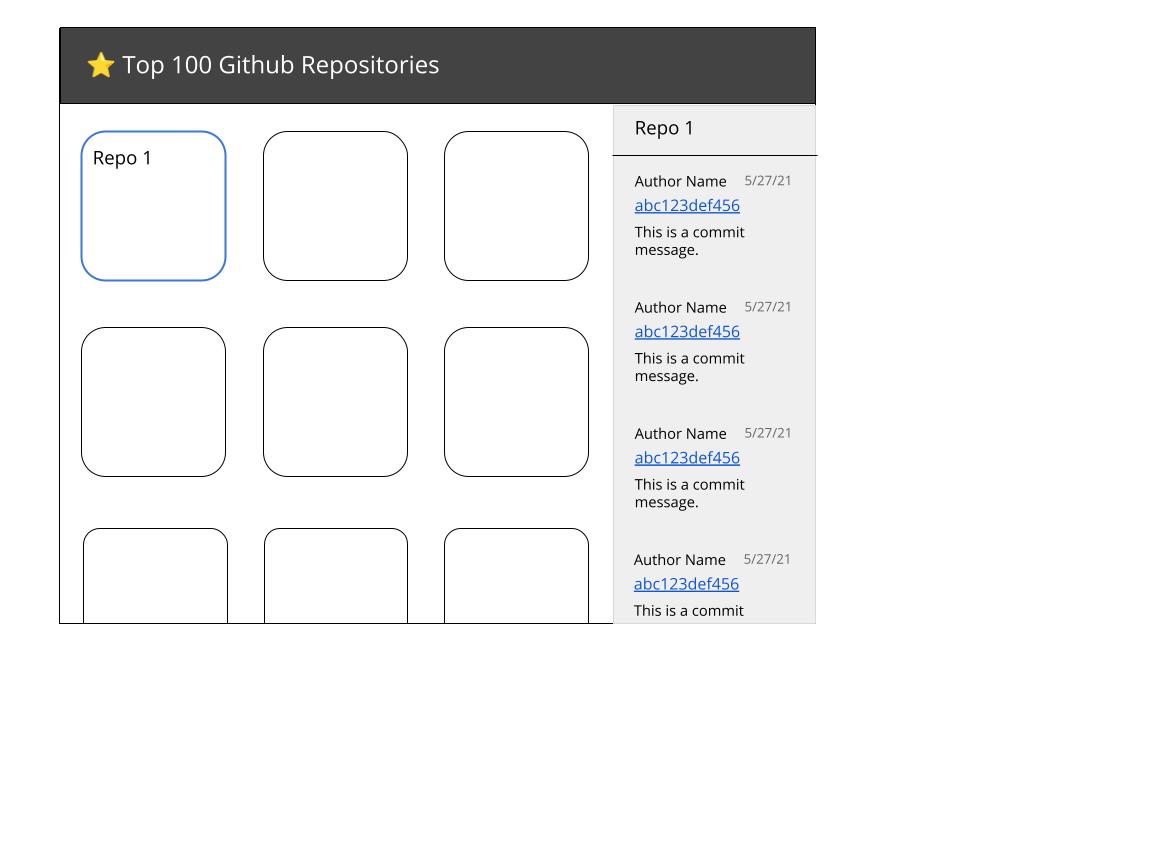 ⭐ Top 100 Github Repositories
Repo 1
Repo 1
Author Name 5/27/21
abc123def456
This is a commit
message.
Author Name 5/27/21
abc123def456
This is a commit
message.
Author Name 5/27/21
abc123def456
This is a commit
message.
Author Name 5/27/21
abc123def456
This is a commit